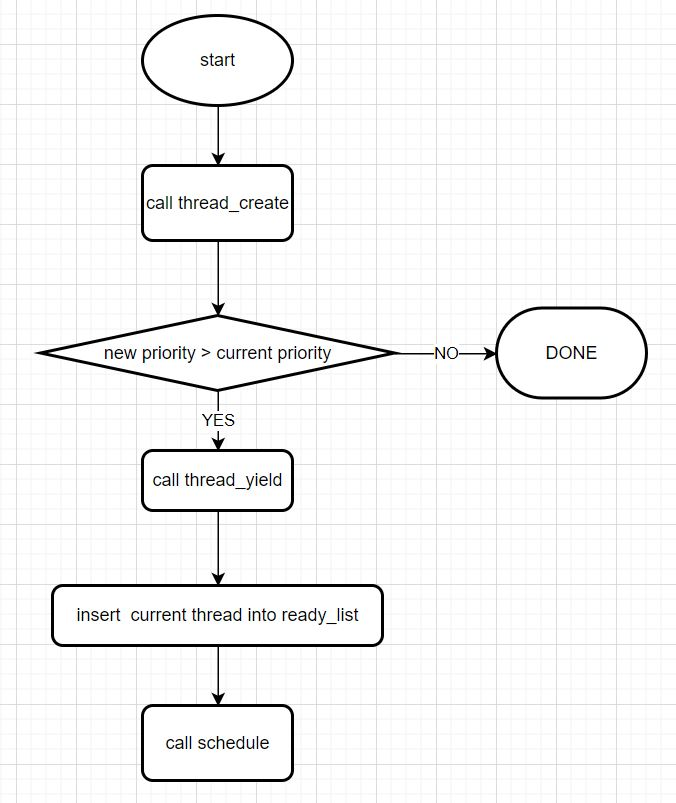 start
call thread_create
new priority > current priority
NO
DONE
YES
call thread_yield
insert  current thread into ready_list
call schedule